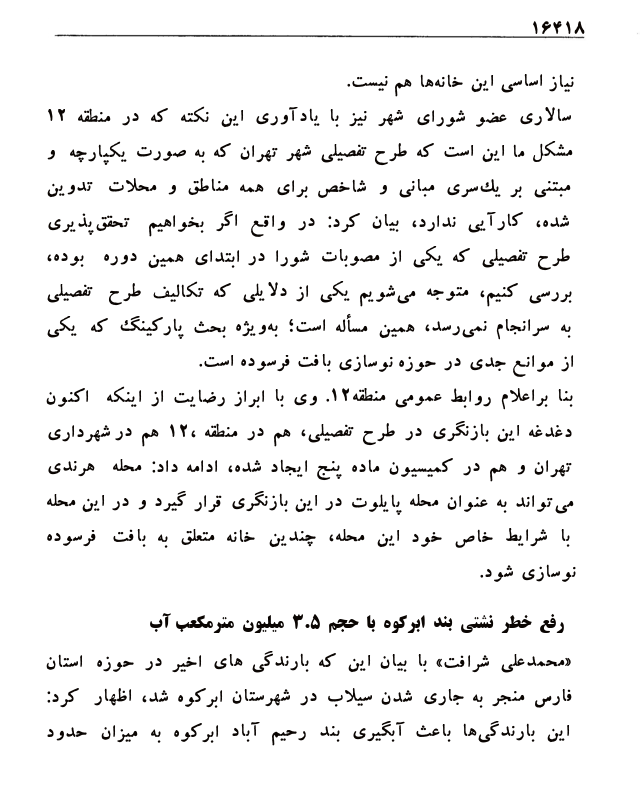 ۱۶۴۱۸
نیاز اساسی این خانه‌ها هم نیست.
سالاری عضو شورای شهر نیز با یادآوری این نکته که در منطقه ۱۲
مشکل ما این است که طرح تفصیلی شهر تهران که به صورت یکپارچه و
مبتنی بر یک‌سری مبانی و شاخص برای همه مناطق و محلات تدوین
شده، کارآیی ندارد، بیان کرد: در واقع اگر بخواهیم تحقق‌پذیری
طرح تفصیلی که یکی از مصوبات شورا در ابتدای همین دوره بوده،
بررسی کنیم، متوجه می‌شویم یکی از دلایلی که تکالیف طرح تفصیلی
به سرانجام نمی‌رسد، همین مسأله است؛ به‌ویژه بحث پارکینگ که یکی
از موانع جدی در حوزه نوسازی بافت فرسوده است.
بنا براعلام روابط عمومی منطقه۱۲. وی با ابراز رضایت از اینکه اکنون
دغدغه این بازنگری در طرح تفصیلی، هم در منطقه ،۱۲ هم در شهرداری
تهران و هم در کمیسیون ماده پنج ایجاد شده، ادامه داد: محله هرندی
می‌تواند به عنوان محله پایلوت در این بازنگری قرار گیرد و در این محله
با شرایط خاص خود این محله، چندین خانه متعلق به بافت فرسوده
نوسازی شود.
رفع خطر نشتی بند ابرکوه با حجم ۳.۵ میلیون مترمکعب آب
«محمدعلی شرافت» با بیان این که بارندگی های اخیر در حوزه استان
فارس منجر به جاری شدن سیلاب در شهرستان ابرکوه شد، اظهار کرد:
این بارندگی‌ها باعث آبگیری بند رحیم آباد ابرکوه به میزان حدود